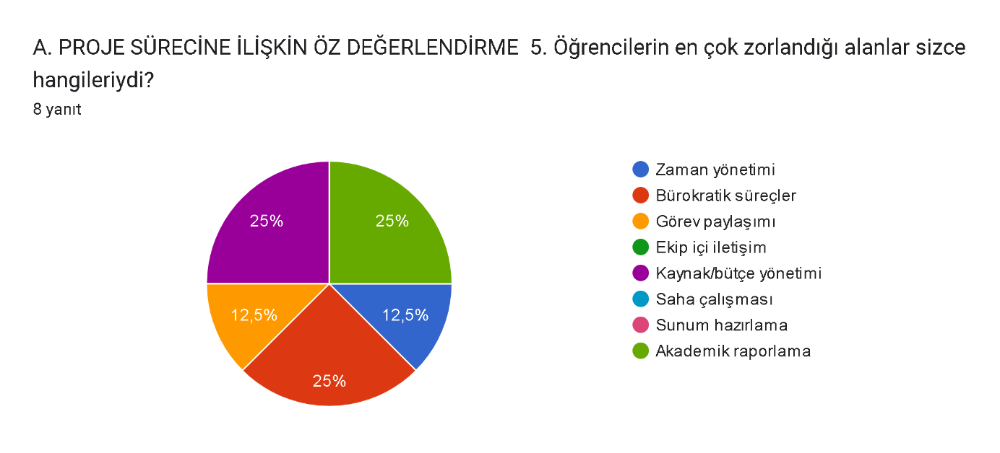 A. PROJE SÜRECİNE İLİŞKİN ÖZ DEĞERLENDİRME  5. Öğrencilerin en çok zorlandığı alanlar sizce
hangileriydi?
8 yanıt
25%
25%
12,5%
12,5%
25%
Zaman yönetimi
Bürokratik süreçler
Görev paylaşımı
Ekip içi iletişim
Kaynak/bütçe yönetimi
Saha çalışması
Sunum hazırlama
Akademik raporlama